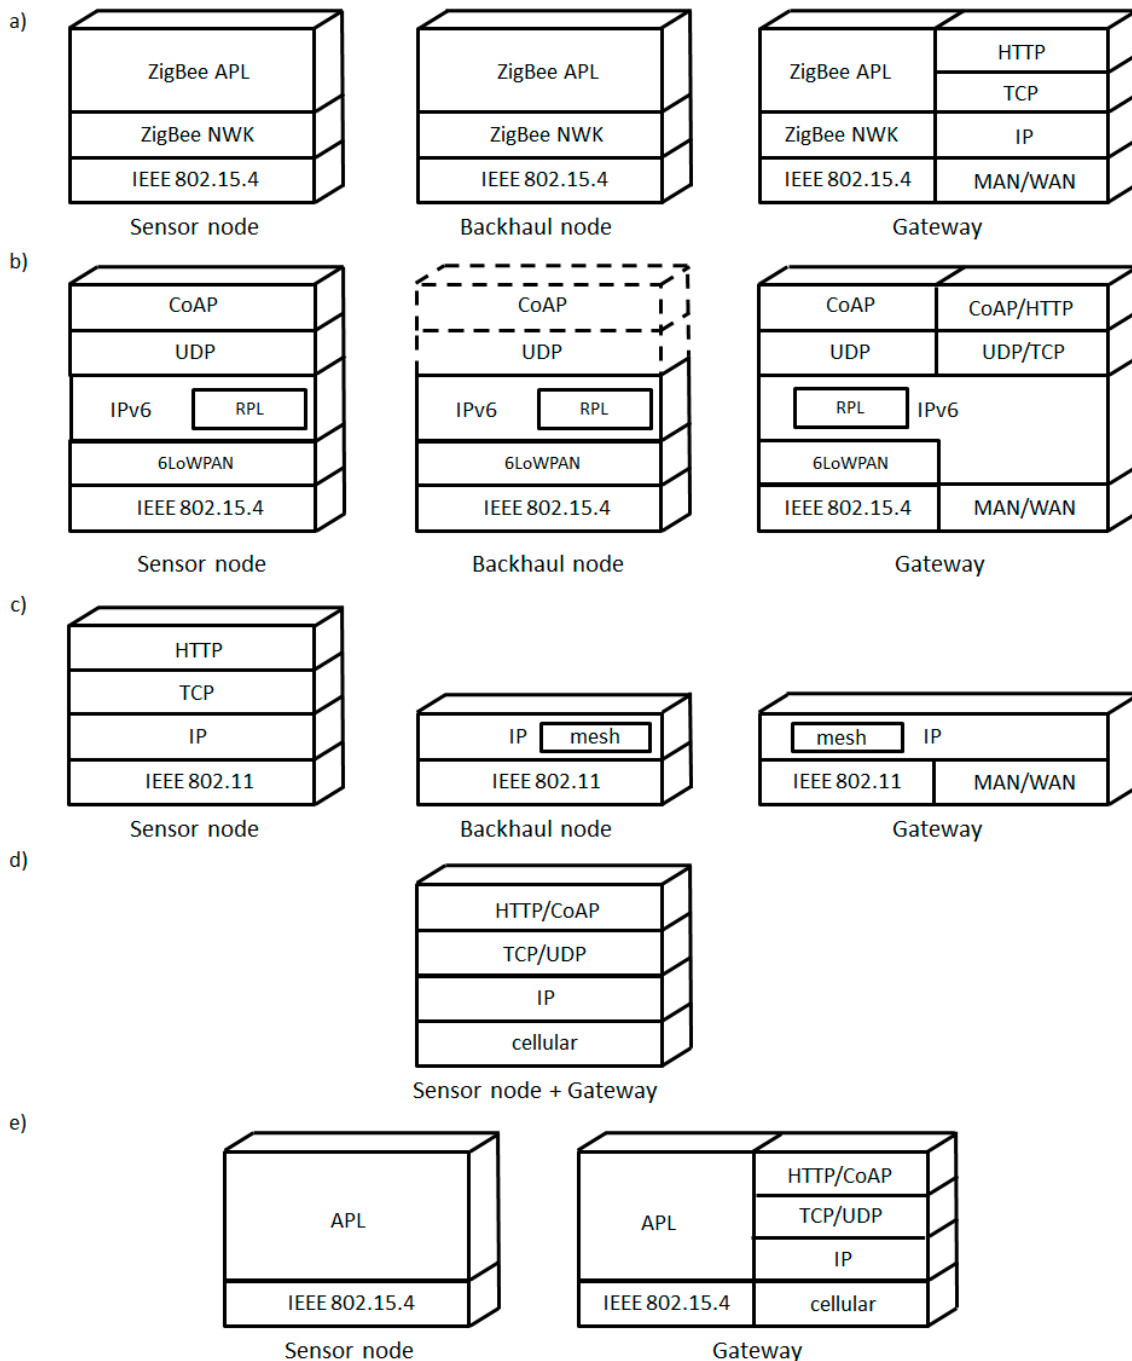 a)
ZigBee APL
ZigBee NWK
IEEE 802.15.4
Sensor node
ZigBee APL
ZigBee NWK
IEEE 802.15.4
Backhaul node
ZigBee APL
ZigBee NWK
IEEE 802.15.4
HTTP
TCP
IP
MAN/WAN
Gateway
b)
CoAP
UDP
IPv6
RPL
6LoWPAN
IEEE 802.15.4
Sensor node
CoAP
UDP
IPv6
RPL
6LoWPAN
IEEE 802.15.4
Backhaul node
CoAP
CoAP/HTTP
UDP
UDP/TCP
RPL
IPv6
6LoWPAN
IEEE 802.15.4
MAN/WAN
Gateway
c)
HTTP
TCP
IP
IEEE 802.11
Sensor node
IP
mesh
IEEE 802.11
Backhaul node
mesh
IP
IEEE 802.11
MAN/WAN
Gateway
d)
HTTP/CoAP
TCP/UDP
IP
cellular
Sensor node + Gateway
e)
APL
IEEE 802.15.4
Sensor node
APL
IEEE 802.15.4
HTTP/CoAP
TCP/UDP
IP
cellular
Gateway